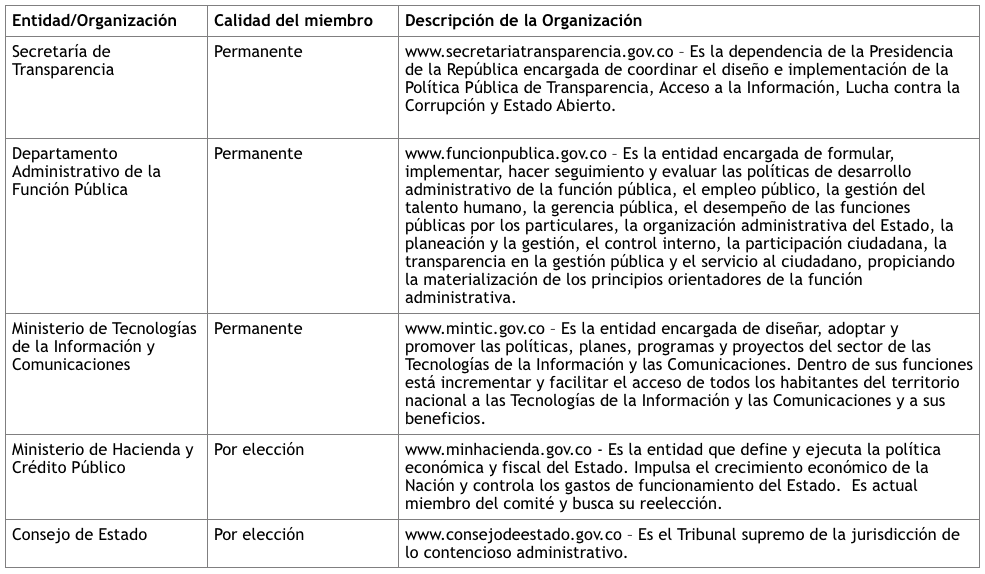 Entidad/Organización
Calidad del miembro
Descripción de la Organización
Secretaría de
Transparencia
Permanente
www.secretariatransparencia.gov.co – Es la dependencia de la Presidencia
de la República encargada de coordinar el diseño e implementación de la
Política Pública de Transparencia, Acceso a la Información, Lucha contra la
Corrupción y Estado Abierto.
Departamento
Administrativo de la
Función Pública
Permanente
www.funcionpublica.gov.co – Es la entidad encargada de formular,
implementar, hacer seguimiento y evaluar las políticas de desarrollo
administrativo de la función pública, el empleo público, la gestión del
talento humano, la gerencia pública, el desempeño de las funciones
públicas por los particulares, la organización administrativa del Estado, la
planeación y la gestión, el control interno, la participación ciudadana, la
transparencia en la gestión pública y el servicio al ciudadano, propiciando
la materialización de los principios orientadores de la función
administrativa.
Ministerio de Tecnologías
de la Información y
Comunicaciones
Permanente
www.mintic.gov.co – Es la entidad encargada de diseñar, adoptar y
promover las políticas, planes, programas y proyectos del sector de las
Tecnologías de la Información y las Comunicaciones. Dentro de sus funciones
está incrementar y facilitar el acceso de todos los habitantes del territorio
nacional a las Tecnologías de la Información y las Comunicaciones y a sus
beneficios.
Ministerio de Hacienda y
Crédito Público
Por elección
www.minhacienda.gov.co - Es la entidad que define y ejecuta la política
económica y fiscal del Estado. Impulsa el crecimiento económico de la
Nación y controla los gastos de funcionamiento del Estado.  Es actual
miembro del comité y busca su reelección.
Consejo de Estado
Por elección
www.consejodeestado.gov.co – Es el Tribunal supremo de la jurisdicción de
lo contencioso administrativo.